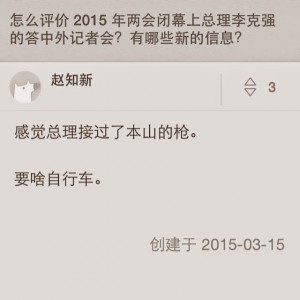 怎么评价 2015 年两会闭幕上总理李克强
的答中外记者会？有哪些新的信息？
赵知新
3
感觉总理接过了本山的枪。
要啥自行车。
创建于 2015-03-15